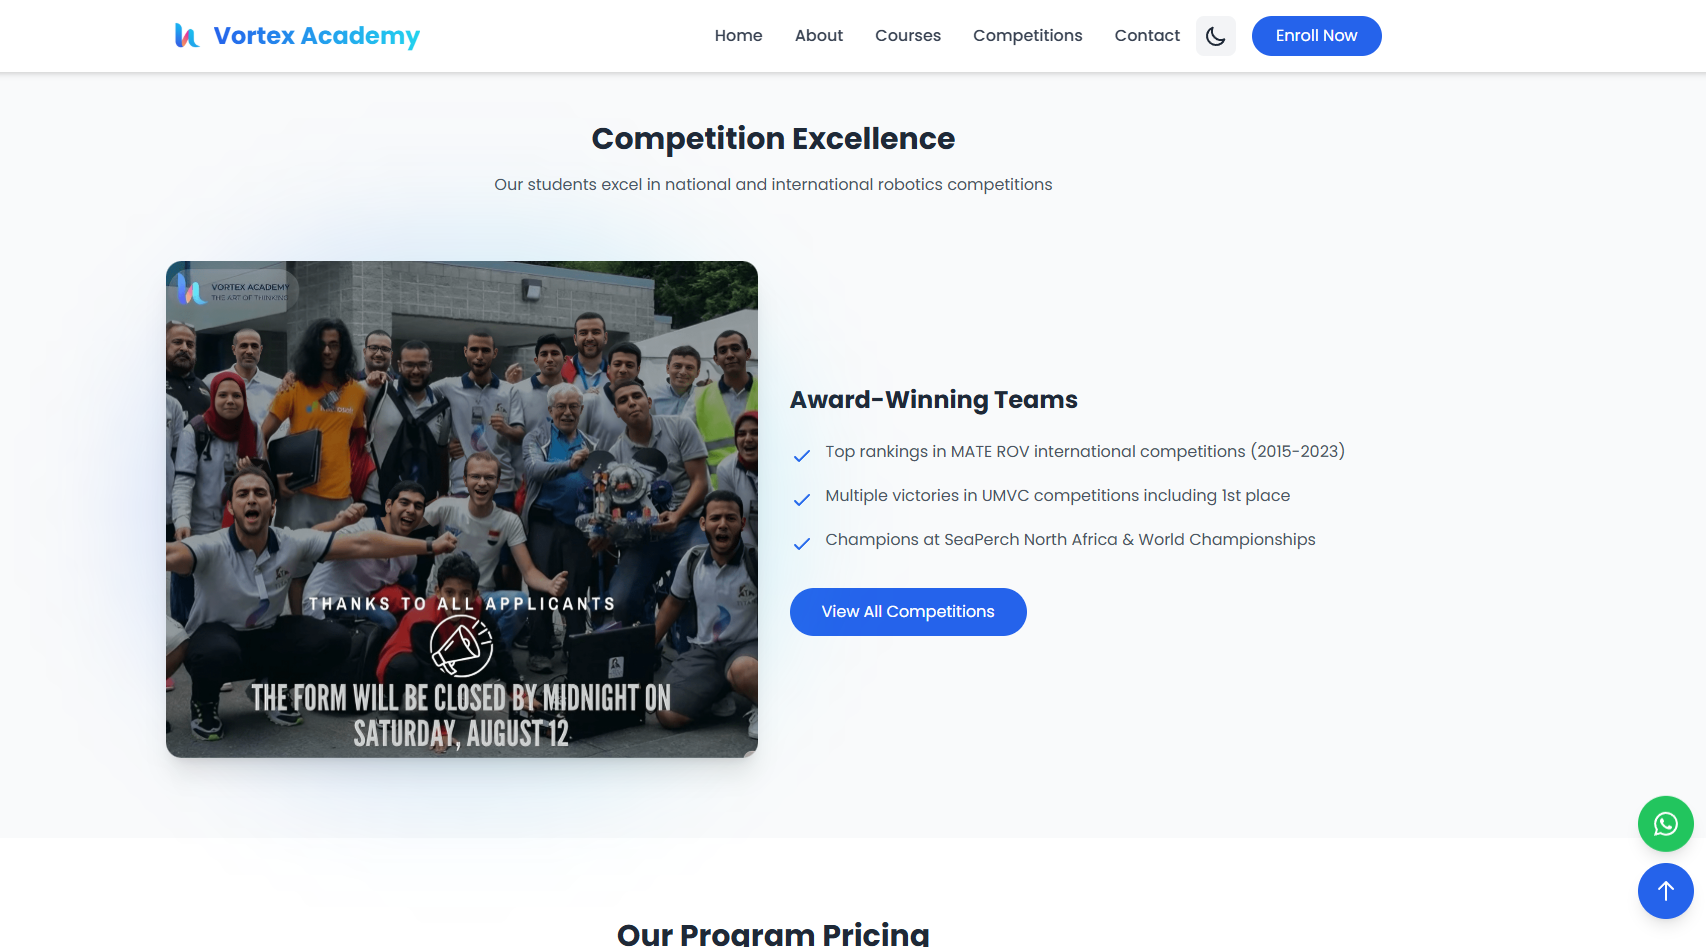 Vortex Academy
Home
About
Courses
Competitions
Contact
Enroll Now
Competition Excellence
Our students excel in national and international robotics competitions
VORTEX ACADEMY
THE ART OF THINKING
THANKS TO ALL APPLICANTS
THE FORM WILL BE CLOSED BY MIDNIGHT ON
SATURDAY, AUGUST 12
Award-Winning Teams
Top rankings in MATE ROV international competitions (2015-2023)
Multiple victories in UMVC competitions including 1st place
Champions at SeaPerch North Africa & World Championships
View All Competitions
Our Program Pricing